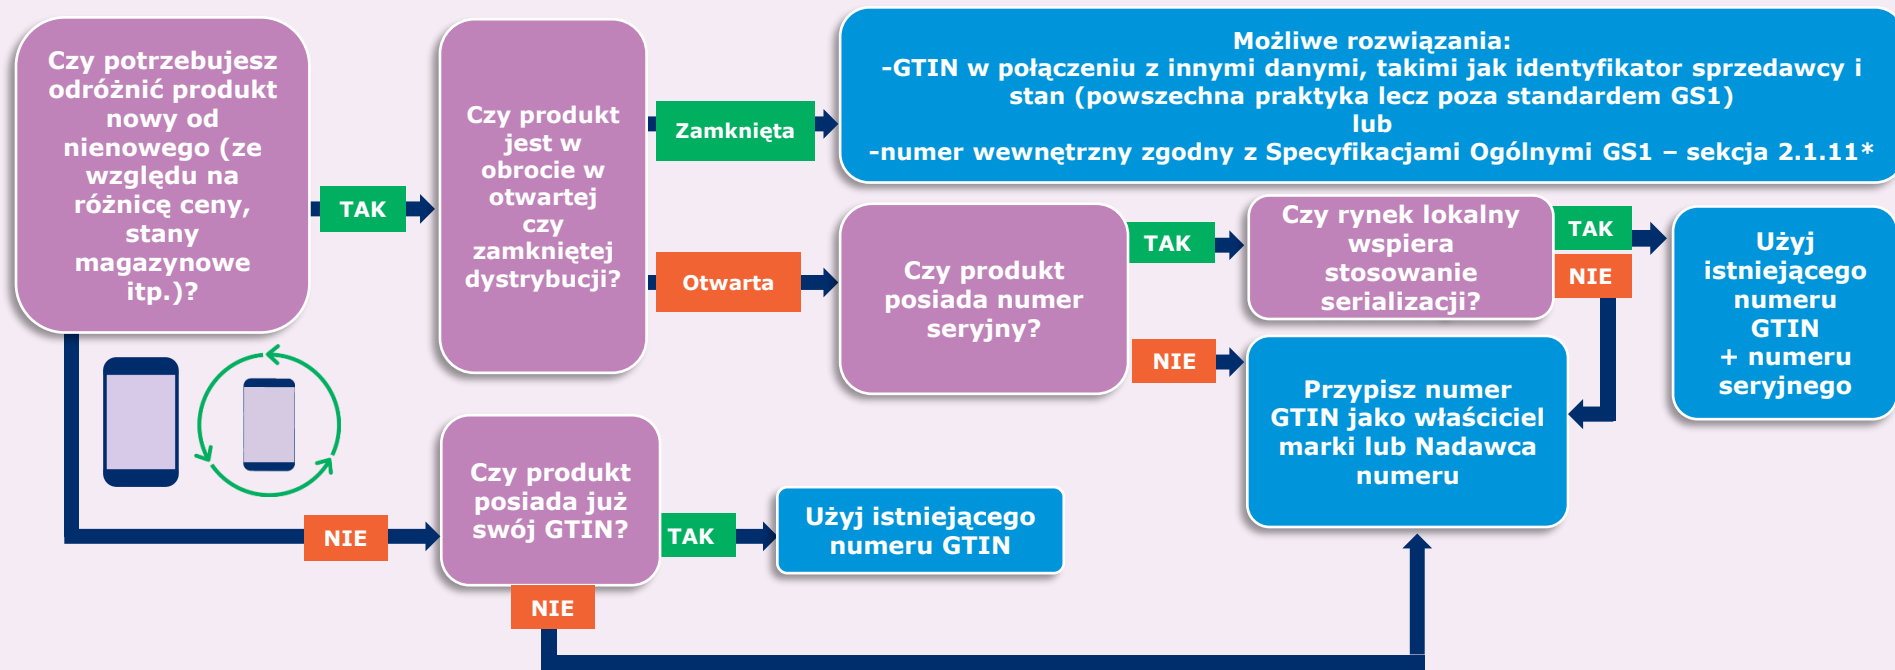 Czy potrzebujesz
odróżnić produkt
nowy od
nienowego (ze
względu na
różnicę ceny,
stany
magazynowe
itp.)?
TAK
Czy produkt
jest w
obrocie w
otwartej
czy
zamkniętej
dystrybucji?
Zamknięta
Możliwe rozwiązania:
-GTIN w połączeniu z innymi danymi, takimi jak identyfikator sprzedawcy i
stan (powszechna praktyka lecz poza standardem GS1)
lub
-numer wewnętrzny zgodny z Specyfikacjami Ogólnymi GS1 – sekcja 2.1.11*
Otwarta
Czy produkt
posiada numer
seryjny?
TAK
Czy rynek lokalny
wspiera
stosowanie
serializacji?
TAK
NIE
Użyj
istniejącego
numeru
GTIN
+ numeru
seryjnego
NIE
Przypisz numer
GTIN jako właściciel
marki lub Nadawca
numeru
NIE
Czy produkt
posiada już
swój GTIN?
TAK
Użyj istniejącego
numeru GTIN
NIE